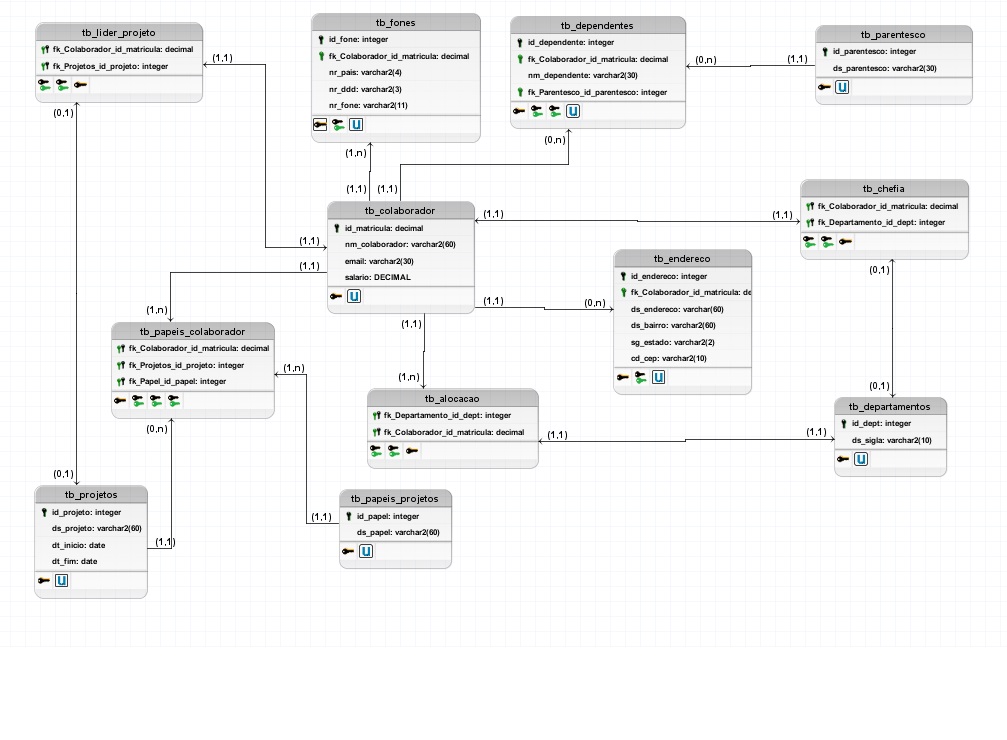 tb_lider_projeto
fk_Colaborador_id_matricula: decimal
fk_Projetos_id_projeto: integer
(1,1)
(0,1)
tb_fones
id_fone: integer
fk_Colaborador_id_matricula: decimal
nr_pais: varchar2(4)
nr_ddd: varchar2(3)
nr_fone: varchar2(11)
U
(1,n)
(1,1)
(1,1)
tb_dependentes
id_dependente: integer
fk_Colaborador_id_matricula: decimal
nm_dependente: varchar2(30)
fk_Parentesco_id_parentesco: integer
U
(0,n)
(1,1)
(0,n)
tb_parentesco
id_parentesco: integer
ds_parentesco: varchar2(30)
U
tb_colaborador
id_matricula: decimal
nm_colaborador: varchar2(60)
email: varchar2(30)
salario: DECIMAL
U
(1,1)
(1,1)
(1,1)
(1,1)
(1,1)
(1,1)
tb_chefia
fk_Colaborador_id_matricula: decimal
fk_Departamento_id_dept: integer
(0,1)
(0,1)
tb_endereco
id_endereco: integer
fk_Colaborador_id_matricula: de
ds_endereco: varchar(60)
ds_bairro: varchar2(60)
sg_estado: varchar2(2)
cd_cep: varchar2(10)
U
(0,n)
(1,n)
tb_papeis_colaborador
fk_Colaborador_id_matricula: decimal
fk_Projetos_id_projeto: integer
fk_Papel_id_papel: integer
(1,n)
(0,n)
(1,n)
tb_alocacao
fk_Departamento_id_dept: integer
fk_Colaborador_id_matricula: decimal
(1,1)
(1,1)
tb_departamentos
id_dept: integer
ds_sigla: varchar2(10)
U
(0,1)
tb_projetos
id_projeto: integer
ds_projeto: varchar2(60)
dt_inicio: date
dt_fim: date
U
(1,1)
tb_papeis_projetos
id_papel: integer
ds_papel: varchar2(60)
U
(1,1)